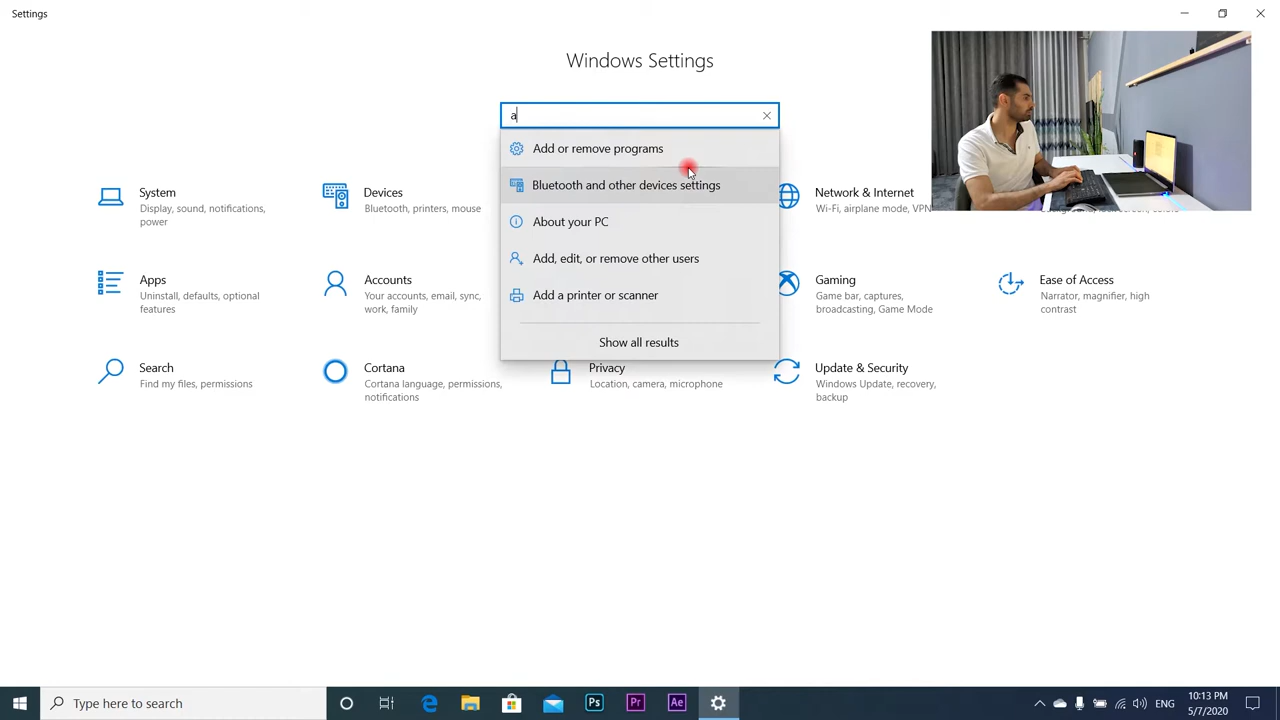 Settings
Windows Settings
a
Add or remove programs
Bluetooth and other devices settings
About your PC
Add, edit, or remove other users
Add a printer or scanner
Show all results
System
Display, sound, notifications,
power
Devices
Bluetooth, printers, mouse
Network & Internet
Wi-Fi, airplane mode, VPN
Apps
Uninstall, defaults, optional
features
Accounts
Your accounts, email, sync,
work, family
Gaming
Game bar, captures,
broadcasting, Game Mode
Ease of Access
Narrator, magnifier, high
contrast
Search
Find my files, permissions
Cortana
Cortana language, permissions,
notifications
Privacy
Location, camera, microphone
Update & Security
Windows Update, recovery,
backup
Type here to search
Ps
Pr
Ae
ENG
10:13 PM
5/7/2020